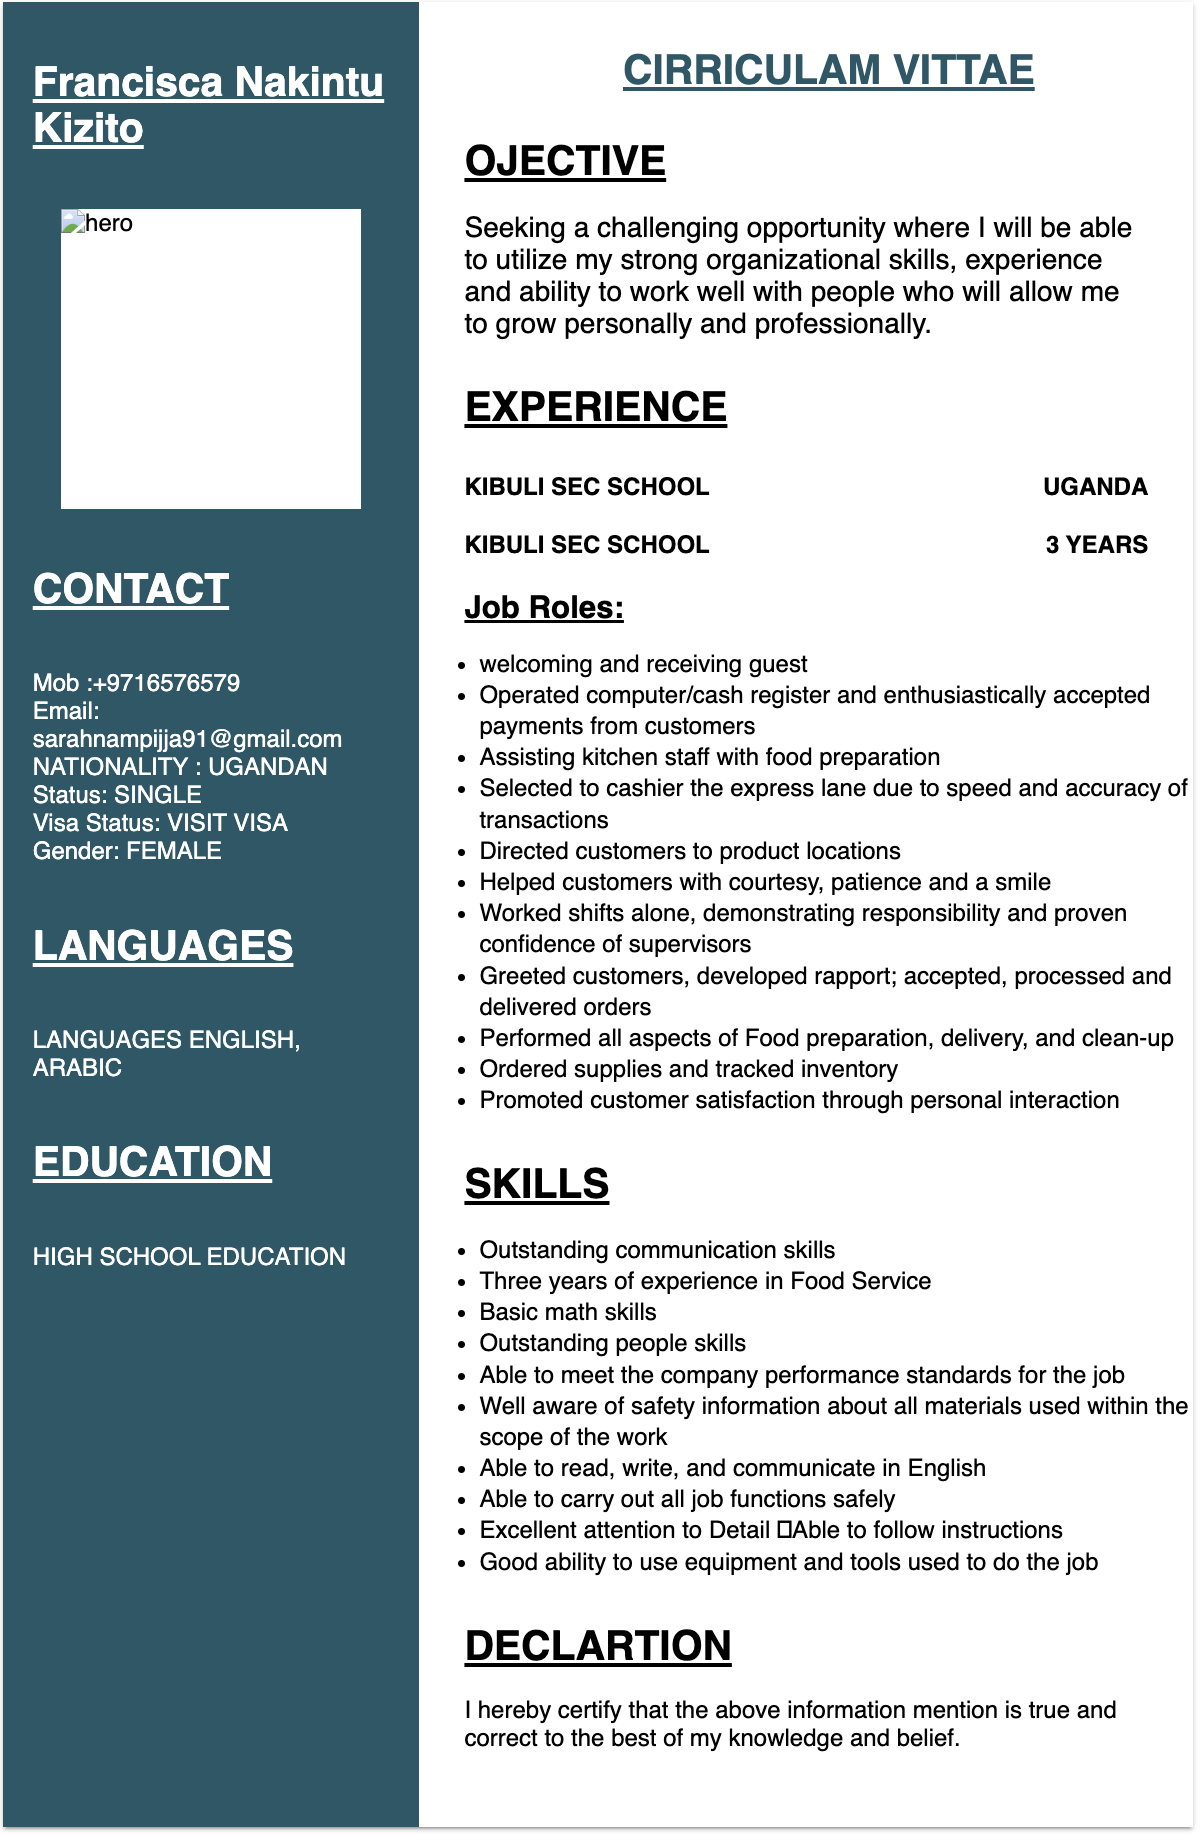 Francisca Nakintu
Kizito
hero
CONTACT
Mob :+9716576579
Email:
sarahnampijja91@gmail.com
NATIONALITY : UGANDAN
Status: SINGLE
Visa Status: VISIT VISA
Gender: FEMALE
LANGUAGES
LANGUAGES ENGLISH,
ARABIC
EDUCATION
HIGH SCHOOL EDUCATION
CIRRICULAM VITTAE
OJECTIVE
Seeking a challenging opportunity where I will be able
to utilize my strong organizational skills, experience
and ability to work well with people who will allow me
to grow personally and professionally.
EXPERIENCE
KIBULI SEC SCHOOL UGANDA
KIBULI SEC SCHOOL 3 YEARS
Job Roles:
• welcoming and receiving guest
• Operated computer/cash register and enthusiastically accepted
payments from customers
• Assisting kitchen staff with food preparation
• Selected to cashier the express lane due to speed and accuracy of
transactions
• Directed customers to product locations
• Helped customers with courtesy, patience and a smile
• Worked shifts alone, demonstrating responsibility and proven
confidence of supervisors
• Greeted customers, developed rapport; accepted, processed and
delivered orders
• Performed all aspects of Food preparation, delivery, and clean-up
• Ordered supplies and tracked inventory
• Promoted customer satisfaction through personal interaction
SKILLS
• Outstanding communication skills
• Three years of experience in Food Service
• Basic math skills
• Outstanding people skills
• Able to meet the company performance standards for the job
• Well aware of safety information about all materials used within the
scope of the work
• Able to read, write, and communicate in English
• Able to carry out all job functions safely
• Excellent attention to Detail Able to follow instructions
• Good ability to use equipment and tools used to do the job
DECLARTION
I hereby certify that the above information mention is true and
correct to the best of my knowledge and belief.